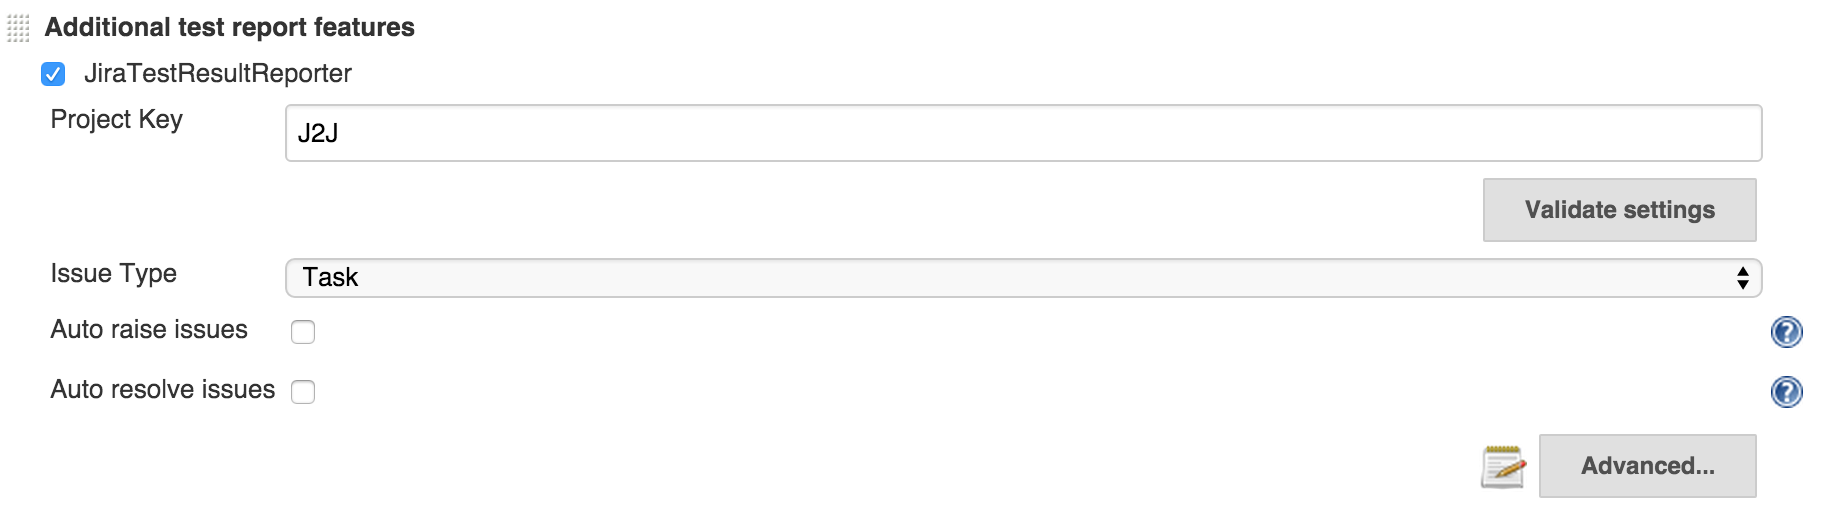 Additional test report features
JiraTestResultReporter
Project Key
J2J
Validate settings
Issue Type
Task
Auto raise issues
?
Auto resolve issues
?
Advanced...